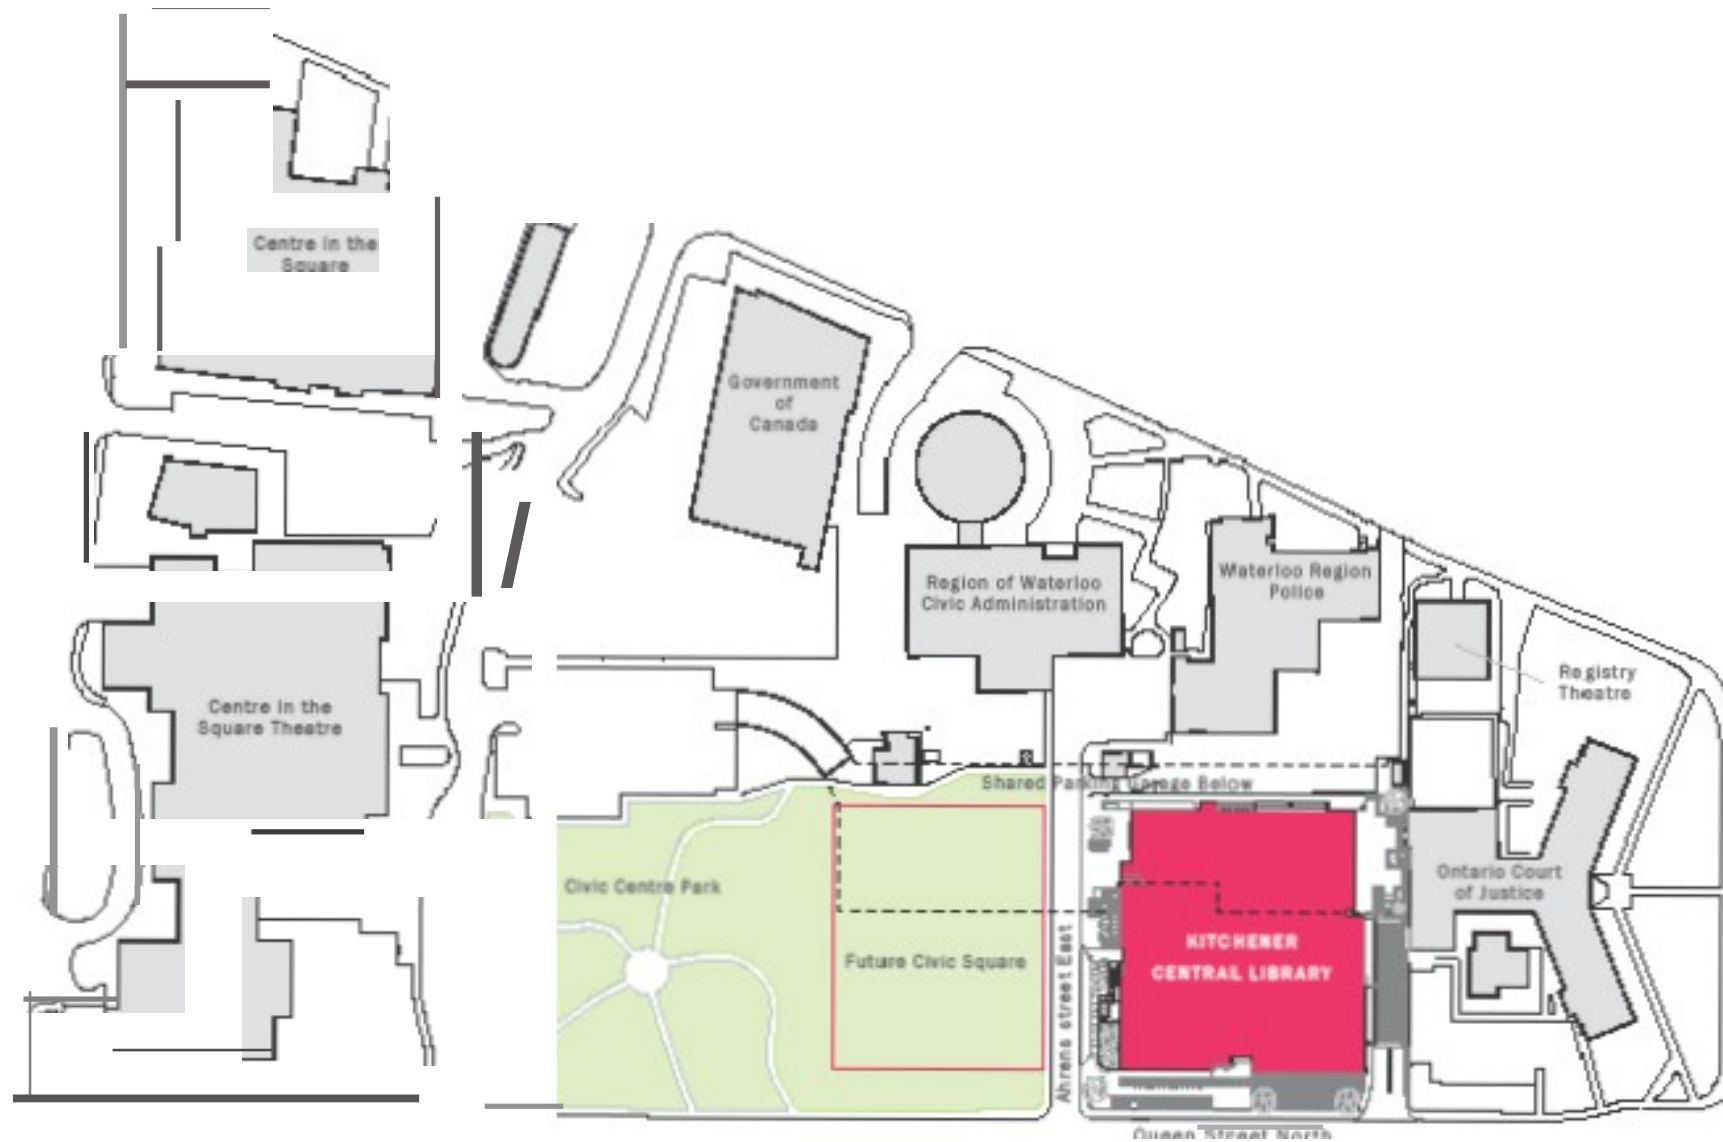 Centre in the
Square
Government
of
Canada
Region of Waterloo
Civic Administration
Waterloo Region
Police
Registry
Theatre
Centre in the
Square Theatre
Shared Parking Garage Below
Civic Centre Park
Future Civic Square
Ahrens street East
KITCHENER
CENTRAIL LIBRARY
Ontario Court
of Justice
Queen Street North